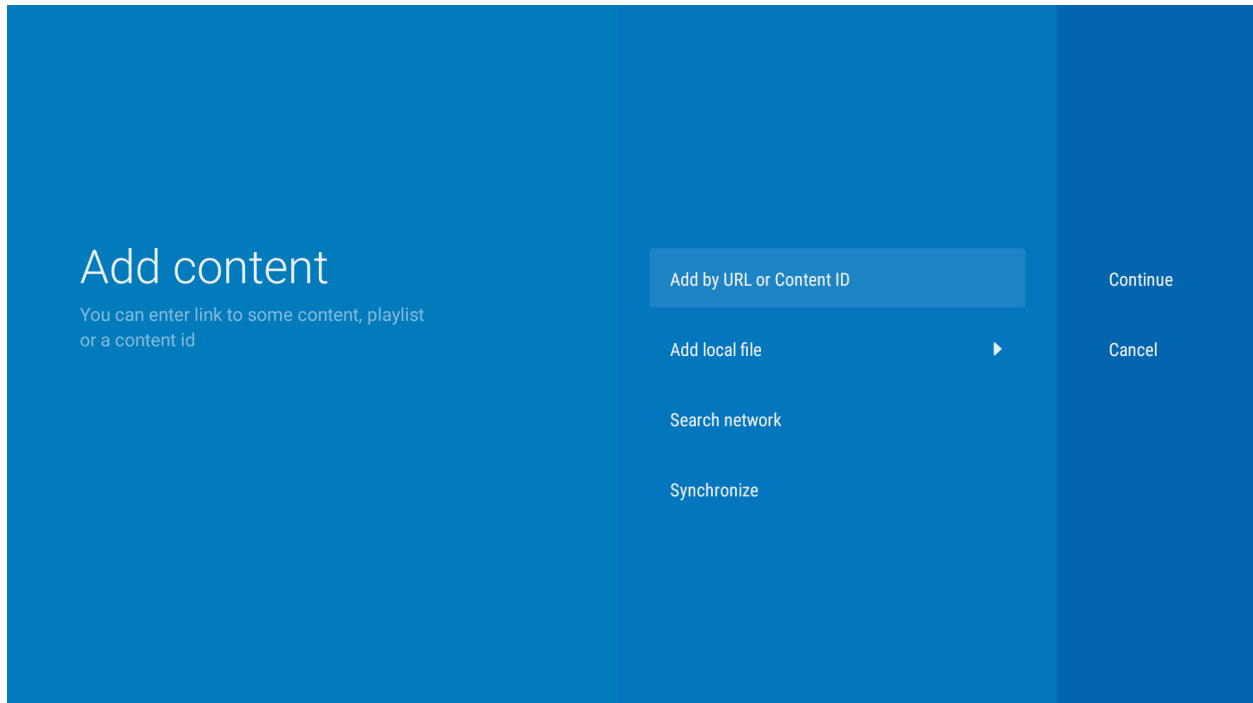 Add content
You can enter link to some content, playlist
or a content id
Add by URL or Content ID
Add local file
Search network
Synchronize
Continue
Cancel